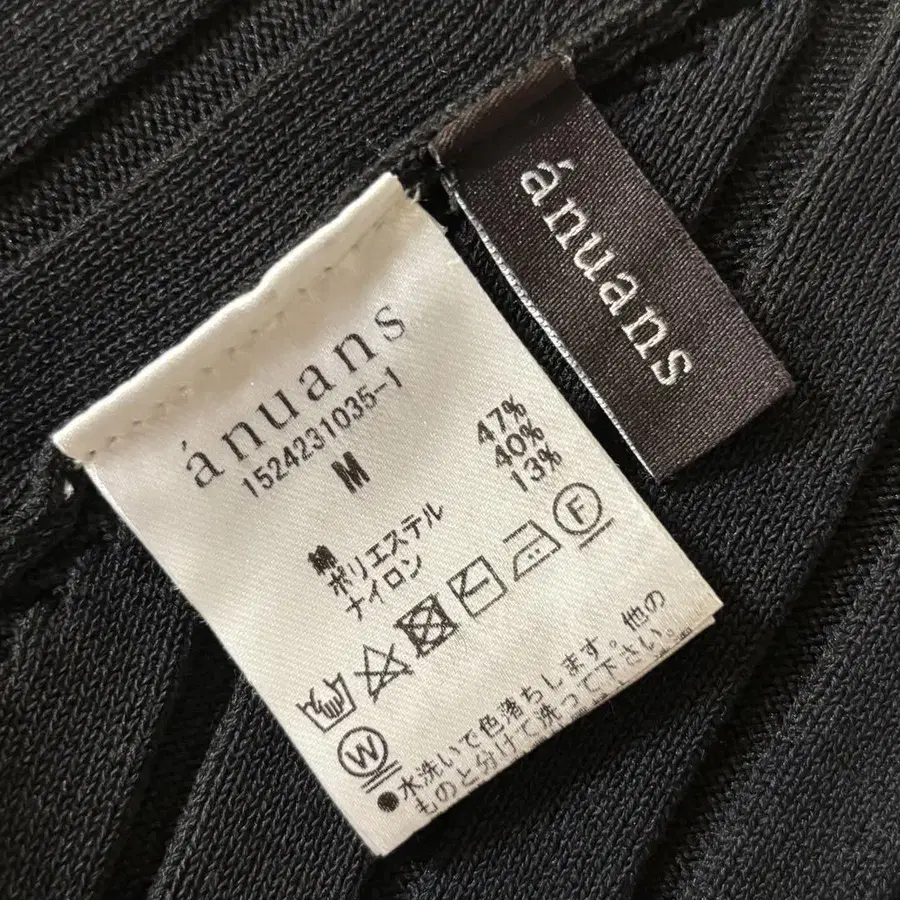 ánuans
ánuans
1524231035-1
M
綿 47%
ポリエステル 40%
ナイロン 13%
F
W
●水洗いで色落ちします。他の
ものと分けて洗って下さい。